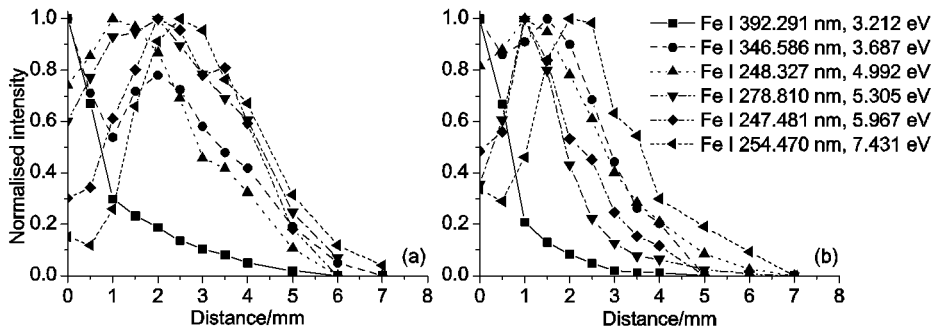 Normalised intensity
1.0
0.8
0.6
0.4
0.2
0.0
0 1 2 3 4 5 6 7 8
Distance/mm
(a)
1.0
0.8
0.6
0.4
0.2
0.0
0 1 2 3 4 5 6 7 8
Distance/mm
(b)
Fe I 392.291 nm, 3.212 eV
Fe I 346.586 nm, 3.687 eV
Fe I 248.327 nm, 4.992 eV
Fe I 278.810 nm, 5.305 eV
Fe I 247.481 nm, 5.967 eV
Fe I 254.470 nm, 7.431 eV